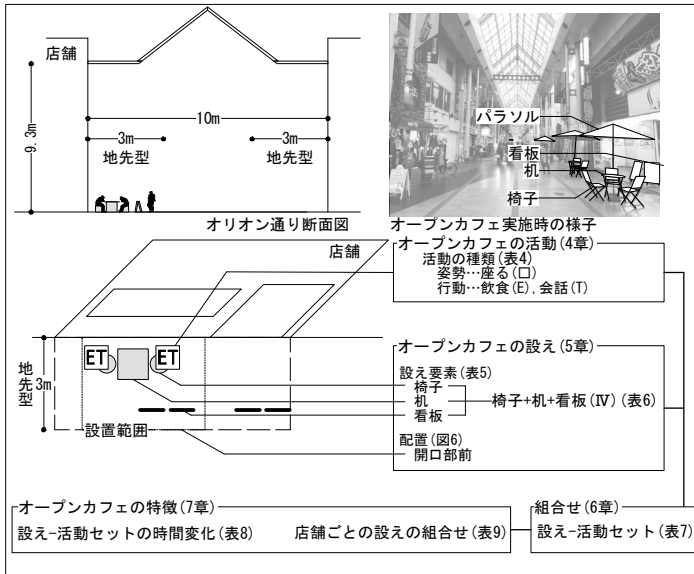 店舗
9.3m
10m
3m
地先型
3m
地先型
オリオン通り断面図
パラソル
看板
机
椅子
オープンカフェ実施時の様子
店舗
オープンカフェの活動(4章)
活動の種類(表4)
姿勢…座る(口)
行動…飲食(E),会話(T)
ET
ET
地先型
3m
設置範囲
オープンカフェの設え(5章)
設え要素(表5)
椅子
机
看板
椅子+机+看板(Ⅳ)(表6)
配置(図6)
開口部前
オープンカフェの特徴(7章)
設え-活動セットの時間変化(表8)
店舗ごとの設えの組合せ(表9)
組合せ(6章)
設え-活動セット(表7)